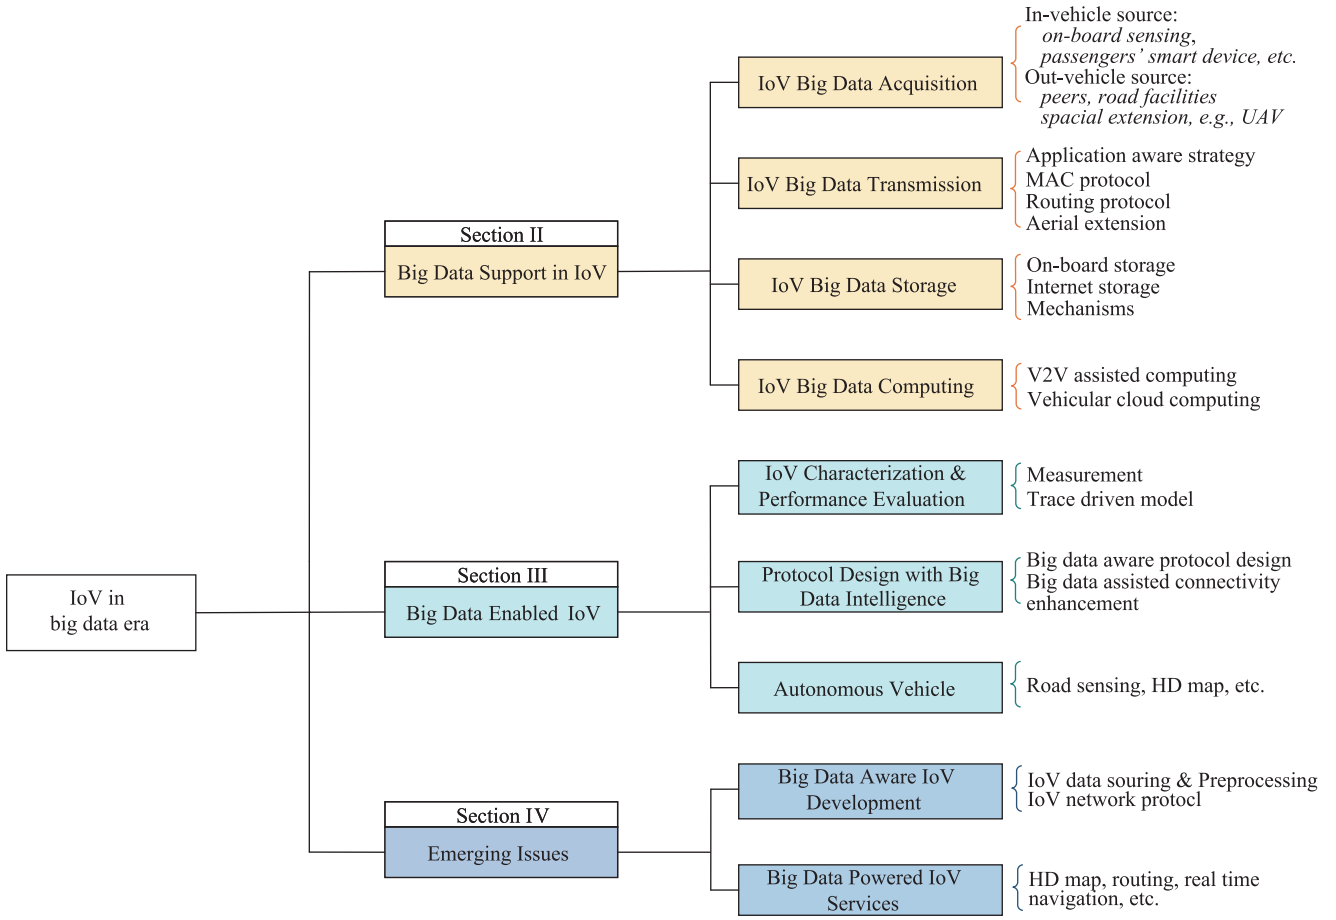 IoV in
big data era
Section II
Big Data Support in IoV
IoV Big Data Acquisition
In-vehicle source:
on-board sensing,
passengers' smart device, etc.
Out-vehicle source:
peers, road facilities
spacial extension, e.g., UAV
IoV Big Data Transmission
Application aware strategy
MAC protocol
Routing protocol
Aerial extension
IoV Big Data Storage
On-board storage
Internet storage
Mechanisms
IoV Big Data Computing
V2V assisted computing
Vehicular cloud computing
Section III
Big Data Enabled IoV
IoV Characterization &
Performance Evaluation
Measurement
Trace driven model
Protocol Design with Big
Data Intelligence
Big data aware protocol design
Big data assisted connectivity
enhancement
Autonomous Vehicle
Road sensing, HD map, etc.
Section IV
Emerging Issues
Big Data Aware IoV
Development
IoV data souring & Preprocessing
IoV network protocl
Big Data Powered IoV
Services
HD map, routing, real time
navigation, etc.